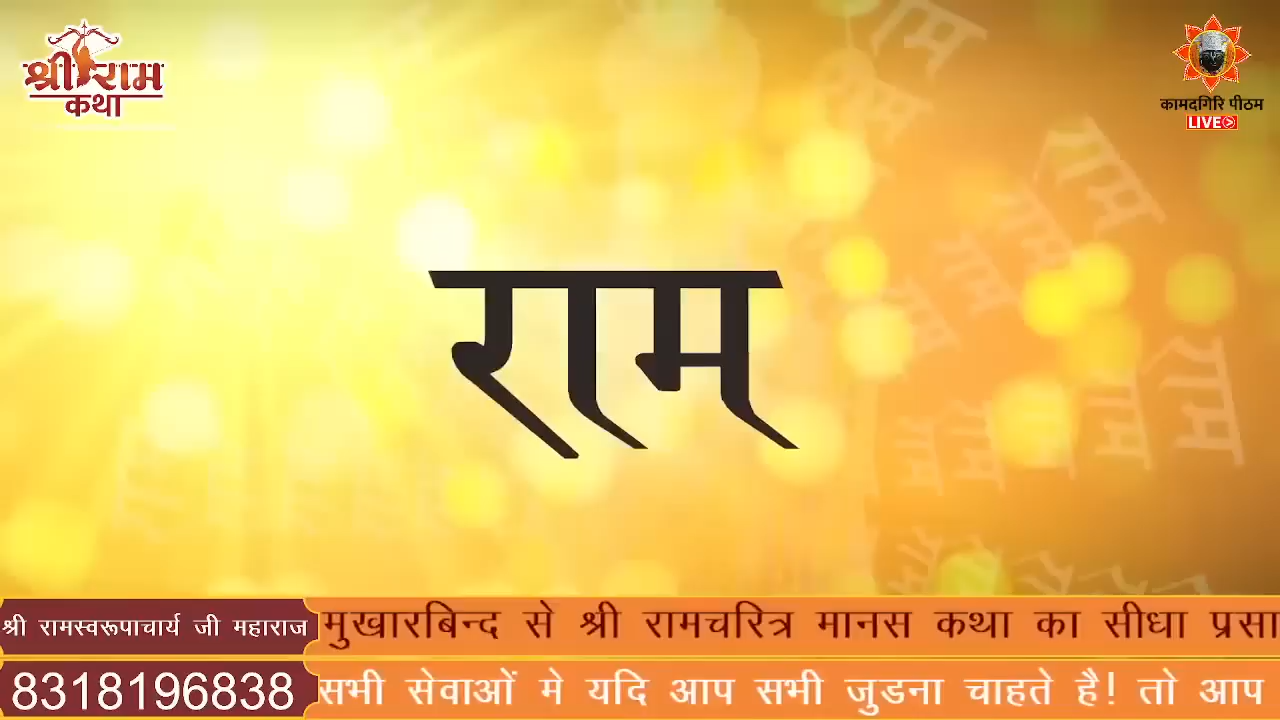 श्री राम
कथा
कामदगिरि पीठम
LIVE
राम
राम
राम
राम
राम
राम
राम
राम
श्री रामस्वरूपाचार्य जी महाराज
मुखारबिन्द से श्री रामचरित्र मानस कथा का सीधा प्रसा
8318196838
सभी सेवाओं मे यदि आप सभी जुडना चाहते है! तो आप